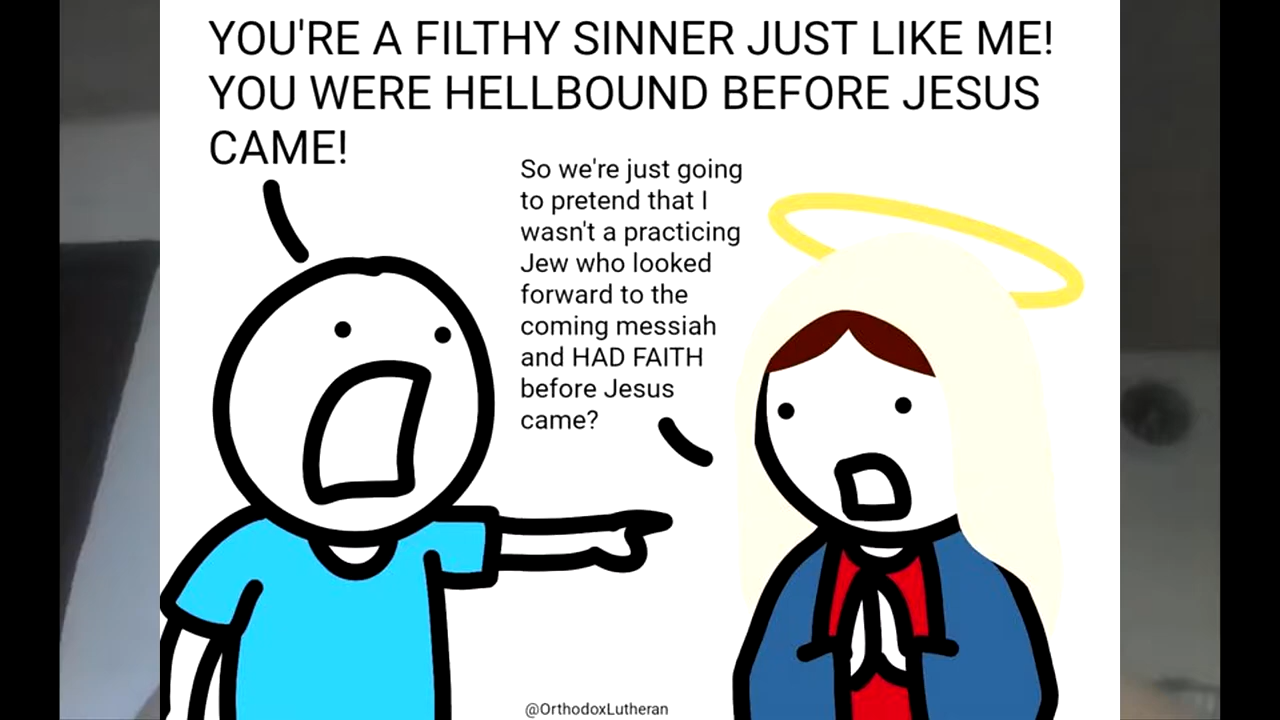 YOU'RE A FILTHY SINNER JUST LIKE ME!
YOU WERE HELLBOUND BEFORE JESUS
CAME!
So we're just going
to pretend that I
wasn't a practicing
Jew who looked
forward to the
coming messiah
and HAD FAITH
before Jesus
came?
@OrthodoxLutheran